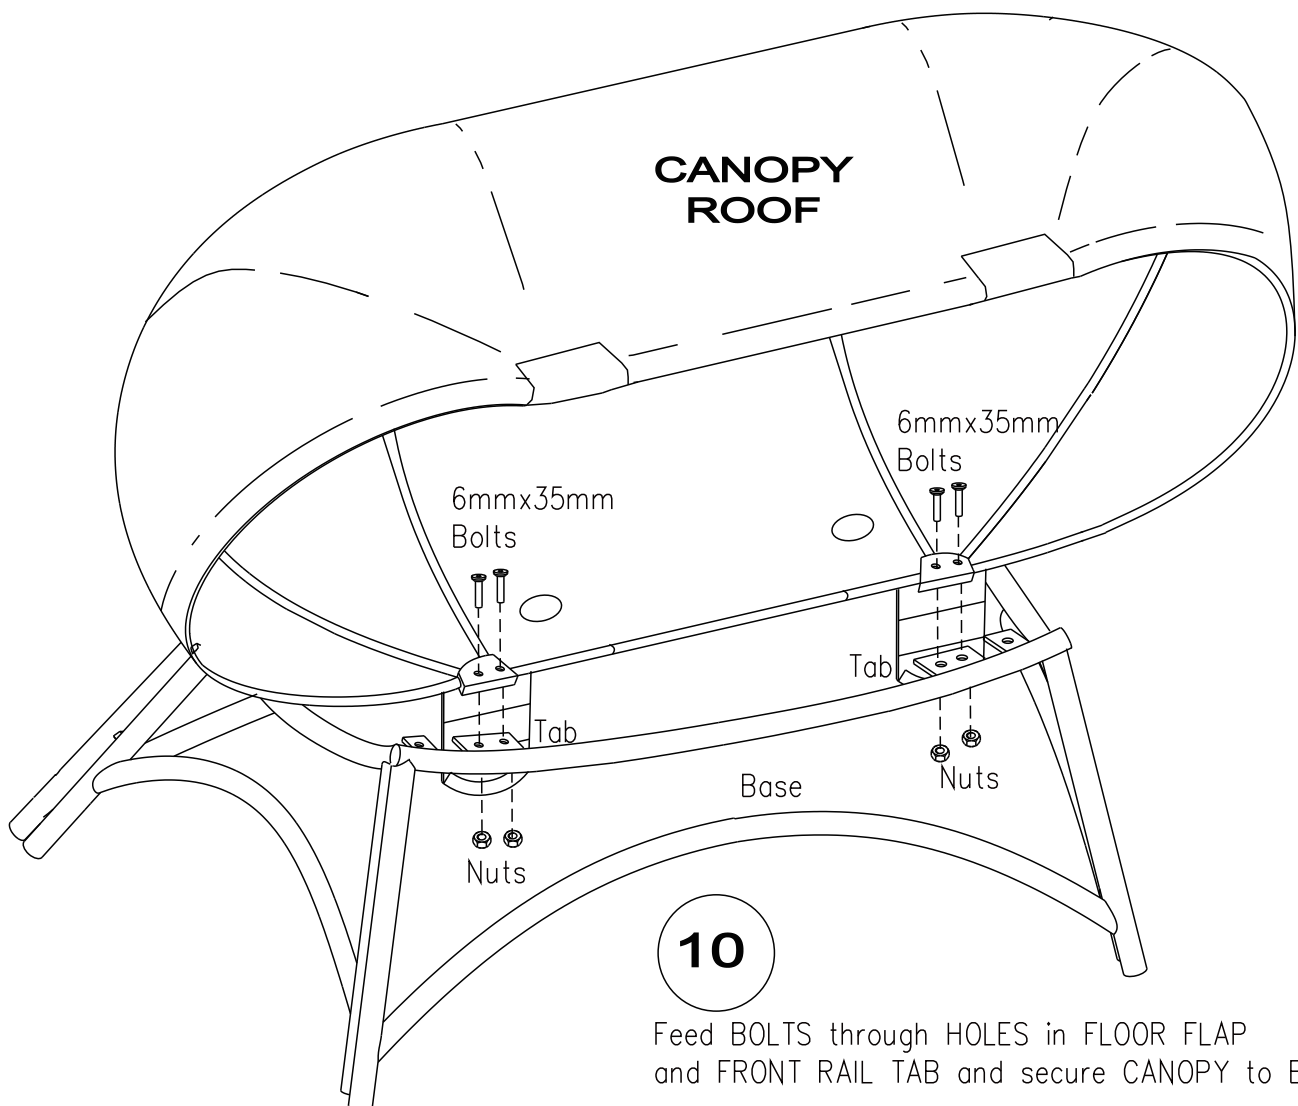 CANOPY
ROOF
6mmx35mm
Bolts
6mmx35mm
Bolts
Tab
Tab
Base
Nuts
Nuts
10
Feed BOLTS through HOLES in FLOOR FLAP
and FRONT RAIL TAB and secure CANOPY to